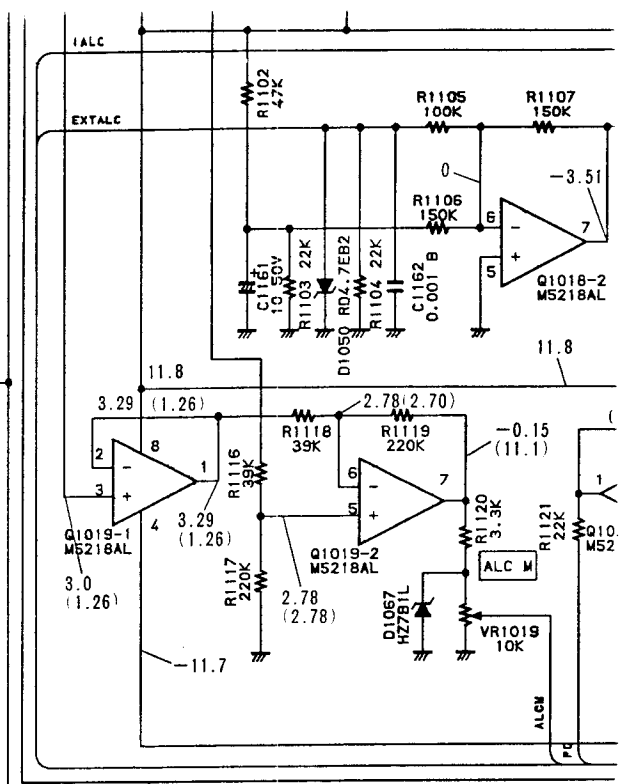 IALC
R1102
47K
EXTALC
R1105
100K
R1107
150K
0
-3.51
R1106
150K
6
7
5
Q1018-2
M5218AL
C1161
10 50V
+
R1103 22K
D1050 RD4.7EB2
R1104 22K
C1162
0.001 B
11.8
11.8
3.29 (1.26)
2.78(2.70)
R1118
39K
R1119
220K
-0.15
(11.1)
2
8
1
3
4
R1116
39K
6
7
5
3.29
(1.26)
Q1019-1
M5218AL
3.0
(1.26)
R1117
220K
2.78
(2.78)
Q1019-2
M5218AL
R1120
3.3K
ALC M
R1121
22K
1
D1067
HZ7B1L
VR1019
10K
-11.7
ALCM